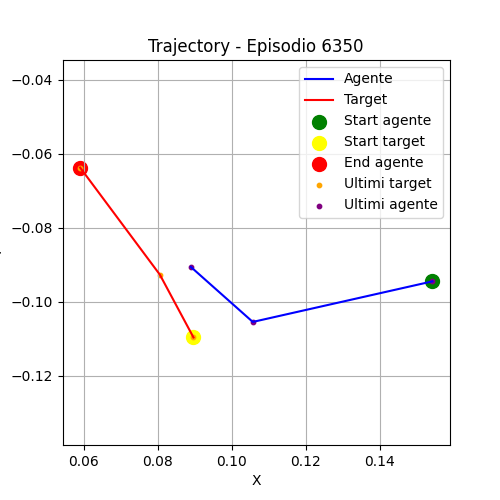 Trajectory - Episodio 6350
Agente
Target
Start agente
Start target
End agente
Ultimi target
Ultimi agente
−0.04
−0.06
−0.08
−0.10
−0.12
0.06 0.08 0.10 0.12 0.14
X